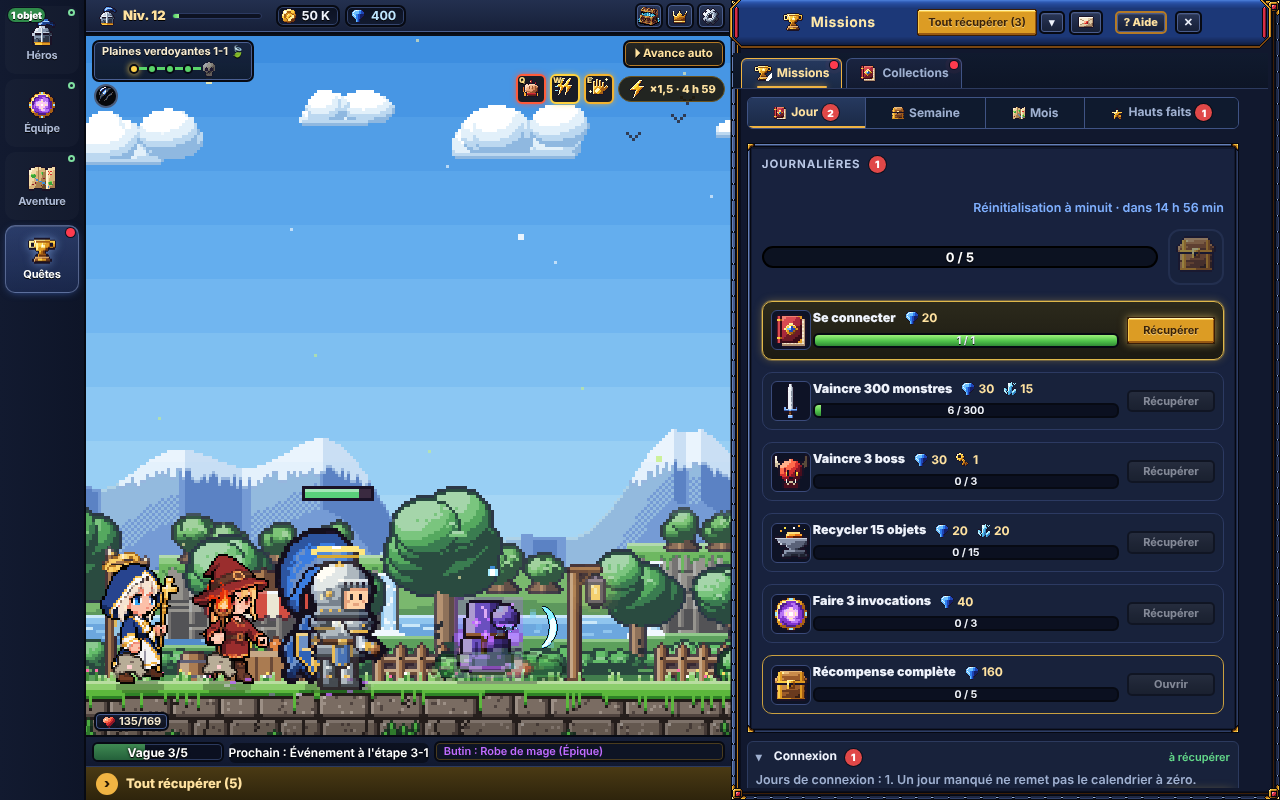 1 objet
Héros
Équipe
Aventure
Quêtes
Niv. 12
50 K
400
Plaines verdoyantes 1-1
Avance auto
Q
W
E
×1,5 · 4 h 59
135/169
Vague 3/5
Prochain : Événement à l'étape 3-1
Butin : Robe de mage (Épique)
Tout récupérer (5)
Missions
Tout récupérer (3)
? Aide
Missions
Collections
Jour 2
Semaine
Mois
Hauts faits 1
JOURNALIÈRES 1
Réinitialisation à minuit · dans 14 h 56 min
0 / 5
Se connecter 20
1 / 1
Récupérer
Vaincre 300 monstres 30 15
6 / 300
Récupérer
Vaincre 3 boss 30 1
0 / 3
Récupérer
Recycler 15 objets 20 20
0 / 15
Récupérer
Faire 3 invocations 40
0 / 3
Récupérer
Récompense complète 160
0 / 5
Ouvrir
Connexion 1
à récupérer
Jours de connexion : 1. Un jour manqué ne remet pas le calendrier à zéro.